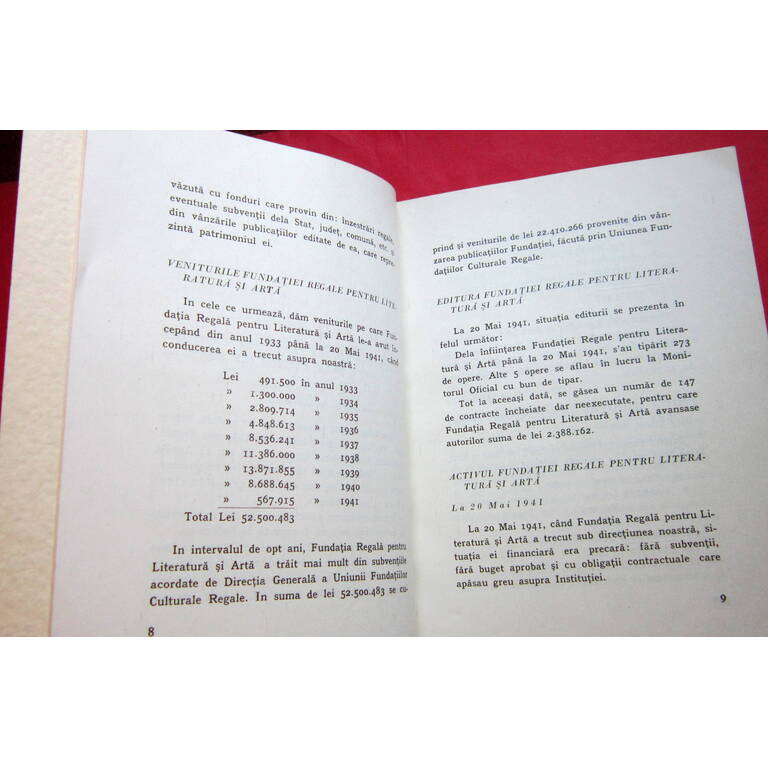 văzută cu fonduri care provin din: înzestrări regale,
eventuale subvenții dela Stat, județ, comună, etc. și
din vânzările publicațiilor editate de ea, care repre-
zintă patrimoniul ei.
VENITURILE FUNDAȚIEI REGALE PENTRU LITE-
RATURĂ ȘI ARTĂ
In cele ce urmează, dăm veniturile pe care Fun-
dația Regală pentru Literatură și Artă le-a avut în-
cepând din anul 1933 până la 20 Mai 1941, când
conducerea ei a trecut asupra noastră:
Lei 491.500 în anul 1933
» 1.300.000 » 1934
» 2.809.714 » 1935
» 4.848.613 » 1936
» 8.536.241 » 1937
» 11.386.000 » 1938
» 13.871.855 » 1939
» 8.688.645 » 1940
» 567.915 » 1941
Total Lei 52.500.483
In intervalul de opt ani, Fundația Regală pentru
Literatură și Artă a trăit mai mult din subvențiile
acordate de Direcția Generală a Uniunii Fundațiilor
Culturale Regale. In suma de lei 52.500.483 se cu-
8
prind și veniturile de lei 22.410.266 provenite din vân-
zarea publicațiilor Fundației, făcută prin Uniunea Fun-
dațiilor Culturale Regale.
EDITURA FUNDAȚIEI REGALE PENTRU LITERA-
TURĂ ȘI ARTĂ
La 20 Mai 1941, situația editurii se prezenta în
felul următor:
Dela înființarea Fundației Regale pentru Litera-
tură și Artă până la 20 Mai 1941, s'au tipărit 273
de opere. Alte 5 opere se aflau în lucru la Moni-
torul Oficial cu bun de tipar.
Tot la aceeași dată, se găsea un număr de 147
de contracte încheiate dar neexecutate, pentru care
Fundația Regală pentru Literatură și Artă avansase
autorilor suma de lei 2.388.162.
ACTIVUL FUNDAȚIEI REGALE PENTRU LITERA-
TURĂ ȘI ARTĂ
La 20 Mai 1941
La 20 Mai 1941, când Fundația Regală pentru Li-
teratură și Artă a trecut sub direcțiunea noastră, si-
tuația ei financiară era precară: fără subvenții,
fără buget aprobat și cu obligații contractuale care
apăsau greu asupra Instituției.
9